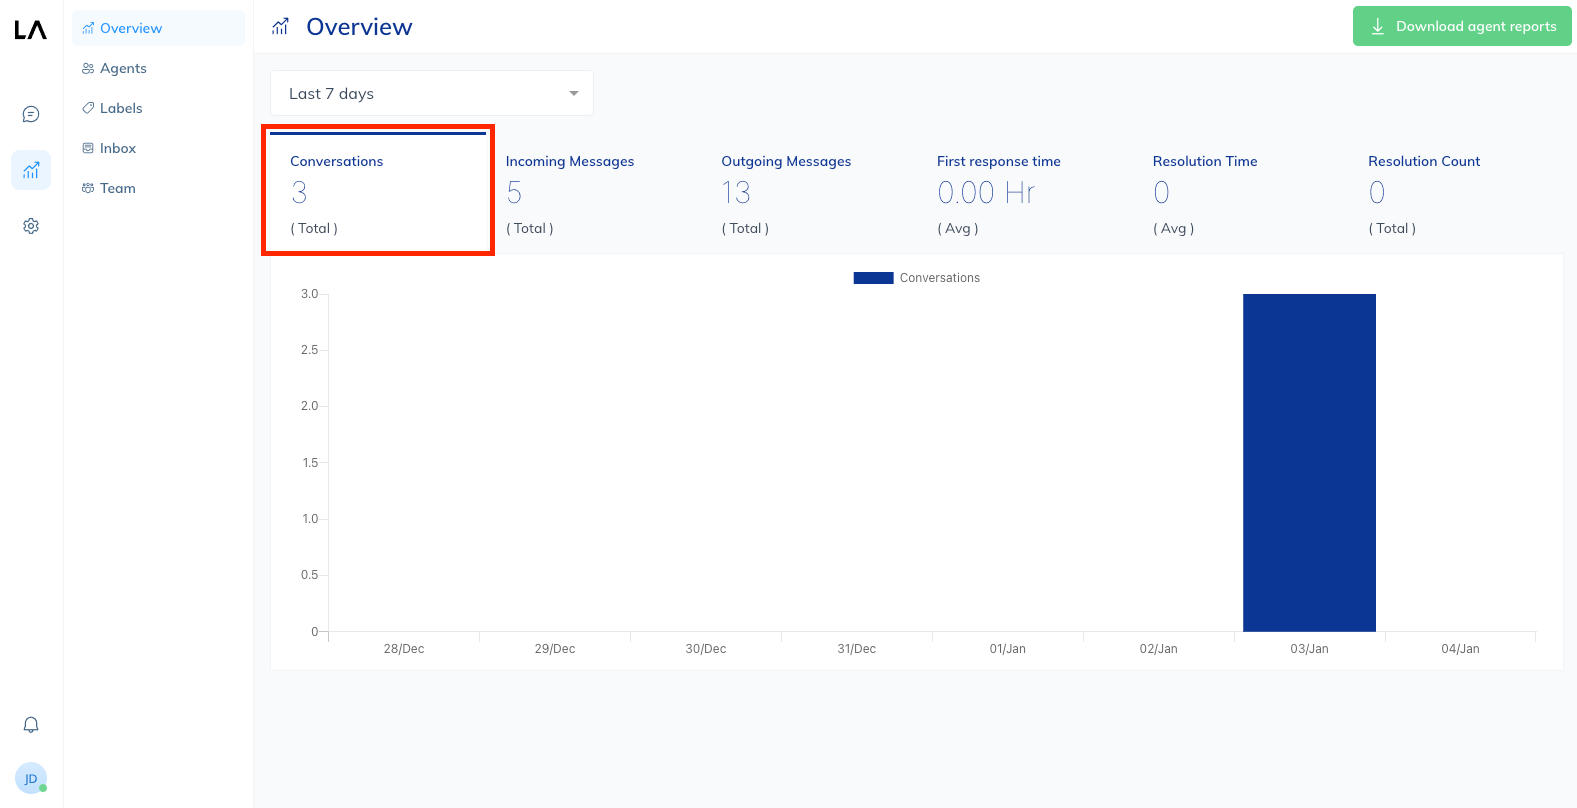 LA
Overview
Agents
Labels
Inbox
Team
JD
Overview
Download agent reports
Last 7 days
Conversations
3
( Total )
Incoming Messages
5
( Total )
Outgoing Messages
13
( Total )
First response time
0.00 Hr
( Avg )
Resolution Time
0
( Avg )
Resolution Count
0
( Total )
Conversations
3.0
2.5
2.0
1.5
1.0
0.5
0
28/Dec 29/Dec 30/Dec 31/Dec 01/Jan 02/Jan 03/Jan 04/Jan